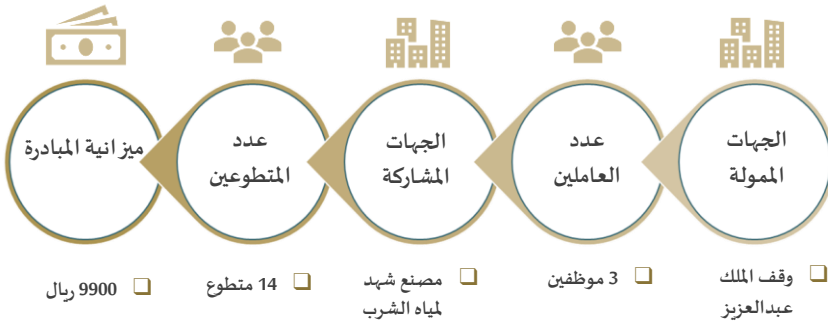 الجهات
الممولة
عدد
العاملين
الجهات
المشاركة
عدد
المتطوعين
ميزانية المبادرة
وقف الملك
عبدالعزيز
3 موظفين
مصنع شهد
لمياه الشرب
14 متطوع
9900 ريال